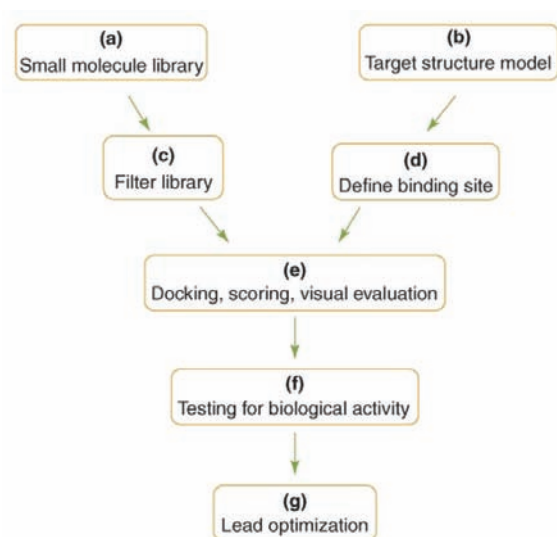 (a)
Small molecule library
(b)
Target structure model
(c)
Filter library
(d)
Define binding site
(e)
Docking, scoring, visual evaluation
(f)
Testing for biological activity
(g)
Lead optimization